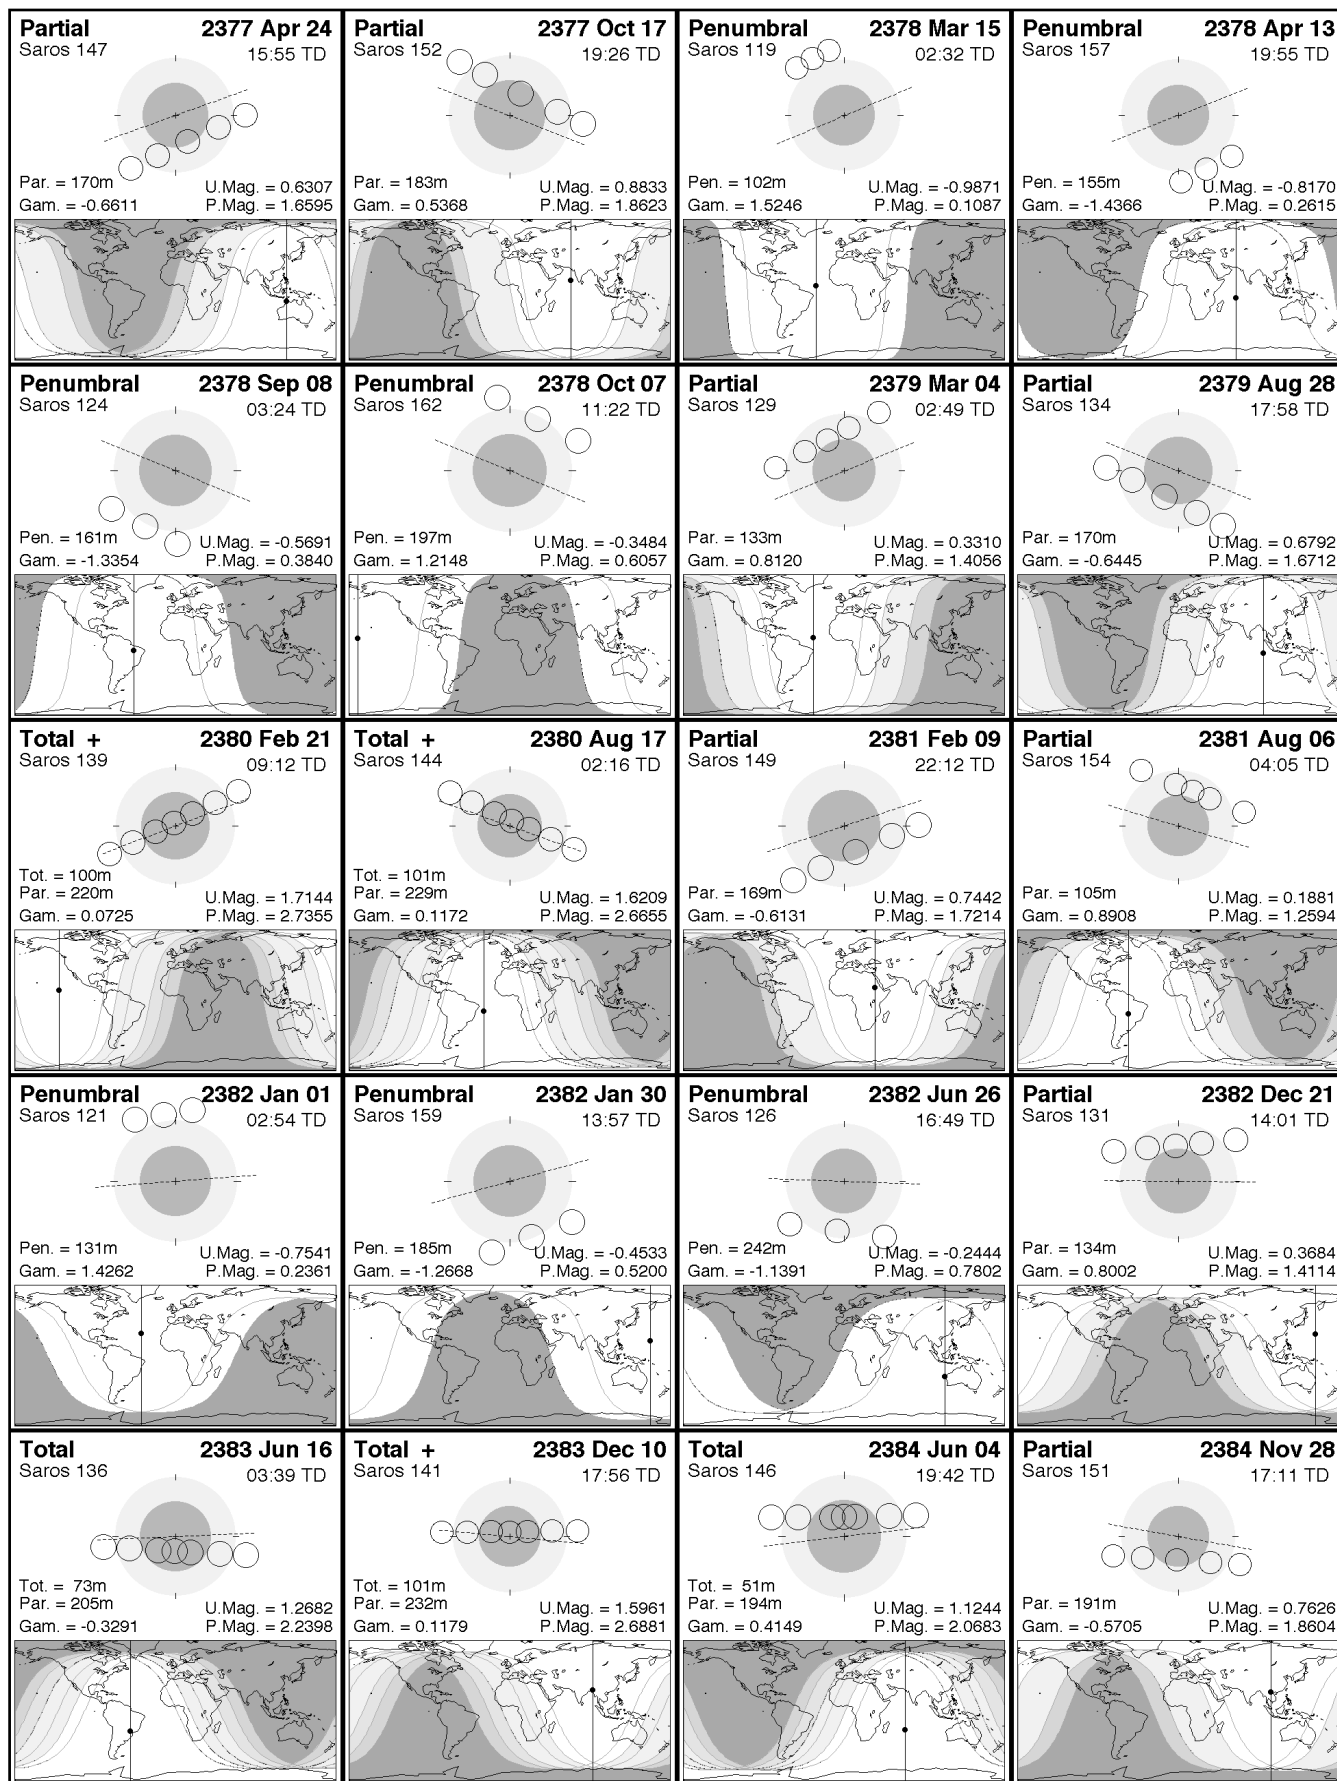 Partial 2377 Apr 24
Saros 147 15:55 TD
Par. = 170m U.Mag. = 0.6307
Gam. = -0.6611 P.Mag. = 1.6595
Partial 2377 Oct 17
Saros 152 19:26 TD
Par. = 183m U.Mag. = 0.8833
Gam. = 0.5368 P.Mag. = 1.8623
Penumbral 2378 Mar 15
Saros 119 02:32 TD
Pen. = 102m U.Mag. = -0.9871
Gam. = 1.5246 P.Mag. = 0.1087
Penumbral 2378 Apr 13
Saros 157 19:55 TD
Pen. = 155m U.Mag. = -0.8170
Gam. = -1.4366 P.Mag. = 0.2615
Penumbral 2378 Sep 08
Saros 124 03:24 TD
Pen. = 161m U.Mag. = -0.5691
Gam. = -1.3354 P.Mag. = 0.3840
Penumbral 2378 Oct 07
Saros 162 11:22 TD
Pen. = 197m U.Mag. = -0.3484
Gam. = 1.2148 P.Mag. = 0.6057
Partial 2379 Mar 04
Saros 129 02:49 TD
Par. = 133m U.Mag. = 0.3310
Gam. = 0.8120 P.Mag. = 1.4056
Partial 2379 Aug 28
Saros 134 17:58 TD
Par. = 170m U.Mag. = 0.6792
Gam. = -0.6445 P.Mag. = 1.6712
Total + 2380 Feb 21
Saros 139 09:12 TD
Tot. = 100m
Par. = 220m U.Mag. = 1.7144
Gam. = 0.0725 P.Mag. = 2.7355
Total + 2380 Aug 17
Saros 144 02:16 TD
Tot. = 101m
Par. = 229m U.Mag. = 1.6209
Gam. = 0.1172 P.Mag. = 2.6655
Partial 2381 Feb 09
Saros 149 22:12 TD
Par. = 169m U.Mag. = 0.7442
Gam. = -0.6131 P.Mag. = 1.7214
Partial 2381 Aug 06
Saros 154 04:05 TD
Par. = 105m U.Mag. = 0.1881
Gam. = 0.8908 P.Mag. = 1.2594
Penumbral 2382 Jan 01
Saros 121 02:54 TD
Pen. = 131m U.Mag. = -0.7541
Gam. = 1.4262 P.Mag. = 0.2361
Penumbral 2382 Jan 30
Saros 159 13:57 TD
Pen. = 185m U.Mag. = -0.4533
Gam. = -1.2668 P.Mag. = 0.5200
Penumbral 2382 Jun 26
Saros 126 16:49 TD
Pen. = 242m U.Mag. = -0.2444
Gam. = -1.1391 P.Mag. = 0.7802
Partial 2382 Dec 21
Saros 131 14:01 TD
Par. = 134m U.Mag. = 0.3684
Gam. = 0.8002 P.Mag. = 1.4114
Total 2383 Jun 16
Saros 136 03:39 TD
Tot. = 73m
Par. = 205m U.Mag. = 1.2682
Gam. = -0.3291 P.Mag. = 2.2398
Total + 2383 Dec 10
Saros 141 17:56 TD
Tot. = 101m
Par. = 232m U.Mag. = 1.5961
Gam. = 0.1179 P.Mag. = 2.6881
Total 2384 Jun 04
Saros 146 19:42 TD
Tot. = 51m
Par. = 194m U.Mag. = 1.1244
Gam. = 0.4149 P.Mag. = 2.0683
Partial 2384 Nov 28
Saros 151 17:11 TD
Par. = 191m U.Mag. = 0.7626
Gam. = -0.5705 P.Mag. = 1.8604